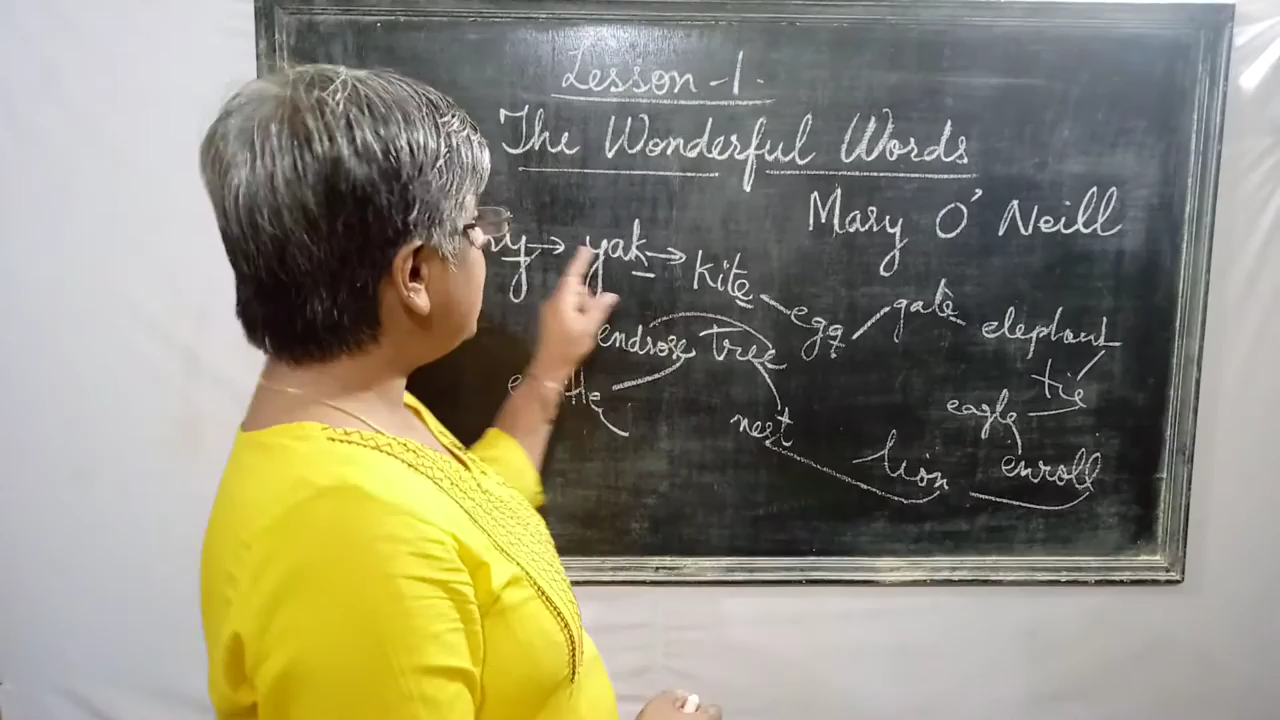 Lesson - 1.
The Wonderful Words
Mary O'Neill
ry → yak → kite egg gate elephant
endrose tree tie
eagle
nest lion enroll